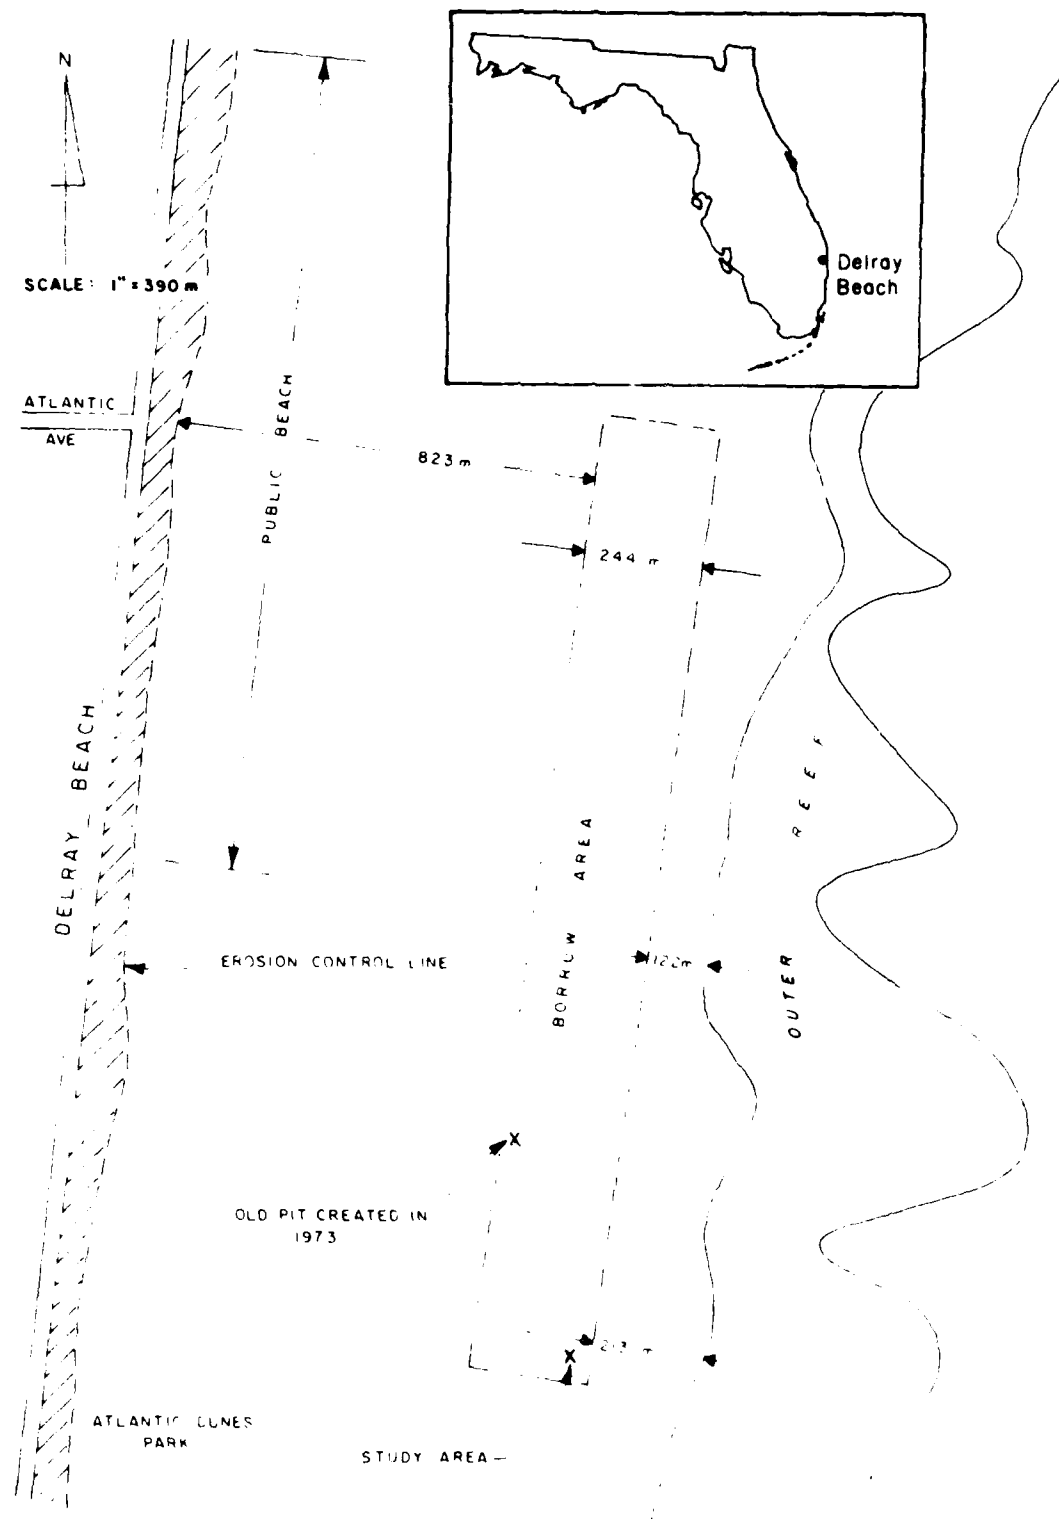 N
SCALE: 1" = 390 m
Delray
Beach
ATLANTIC
AVE
PUBLIC BEACH
823 m
244 m
DELRAY BEACH
BORROW AREA
OUTER REEF
EROSION CONTROL LINE
122m
X
OLD PIT CREATED IN
1973
213 m
X
ATLANTIC DUNES
PARK
STUDY AREA –